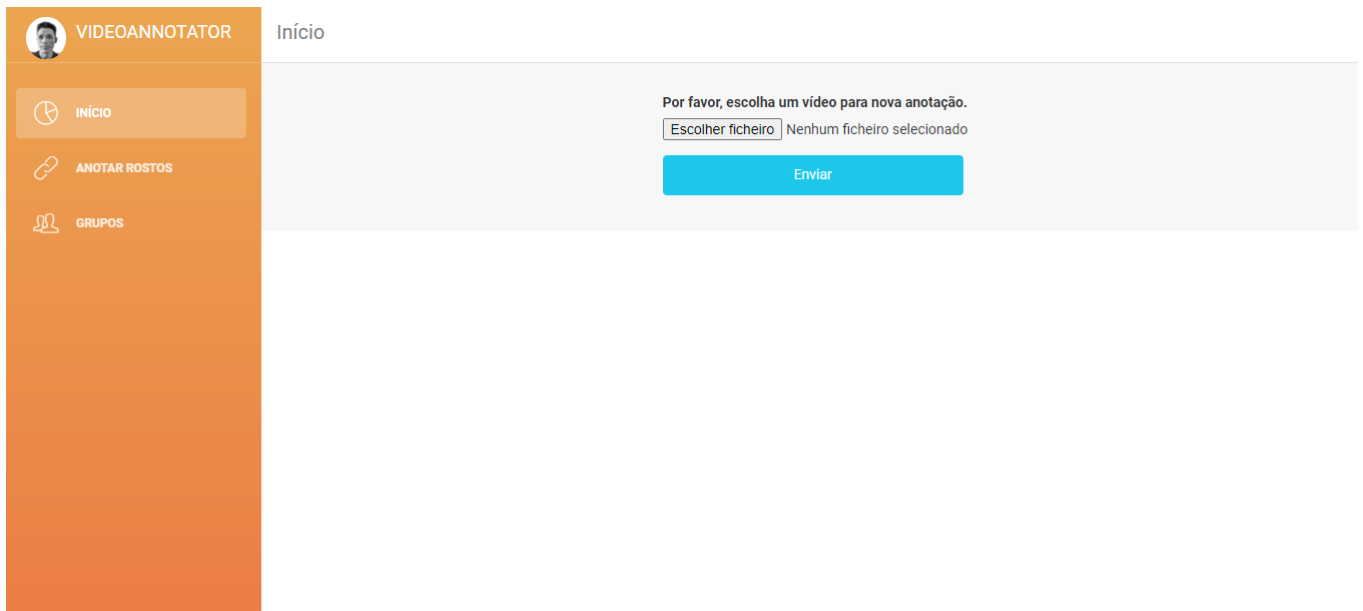 VIDEOANNOTATOR
Início
INÍCIO
ANOTAR ROSTOS
GRUPOS
Por favor, escolha um vídeo para nova anotação.
Escolher ficheiro Nenhum ficheiro selecionado
Enviar